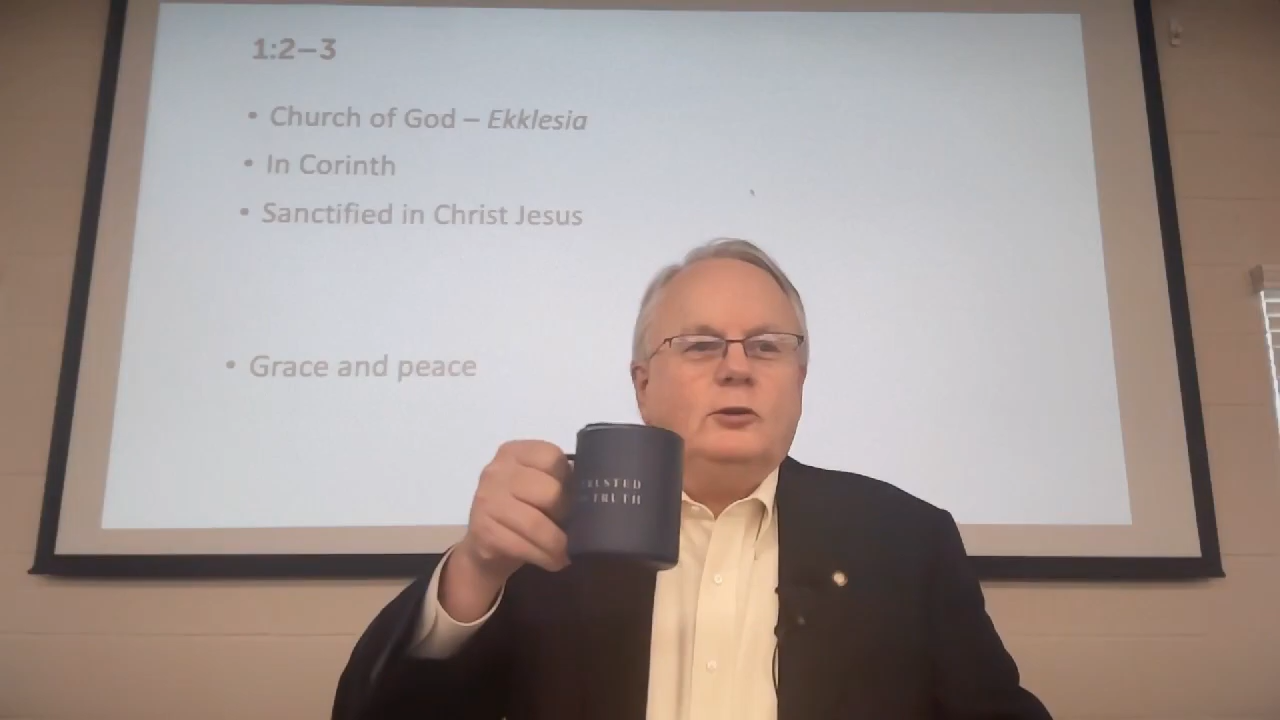 1:2–3
• Church of God – Ekklesia
• In Corinth
• Sanctified in Christ Jesus
• Grace and peace
TRUTH